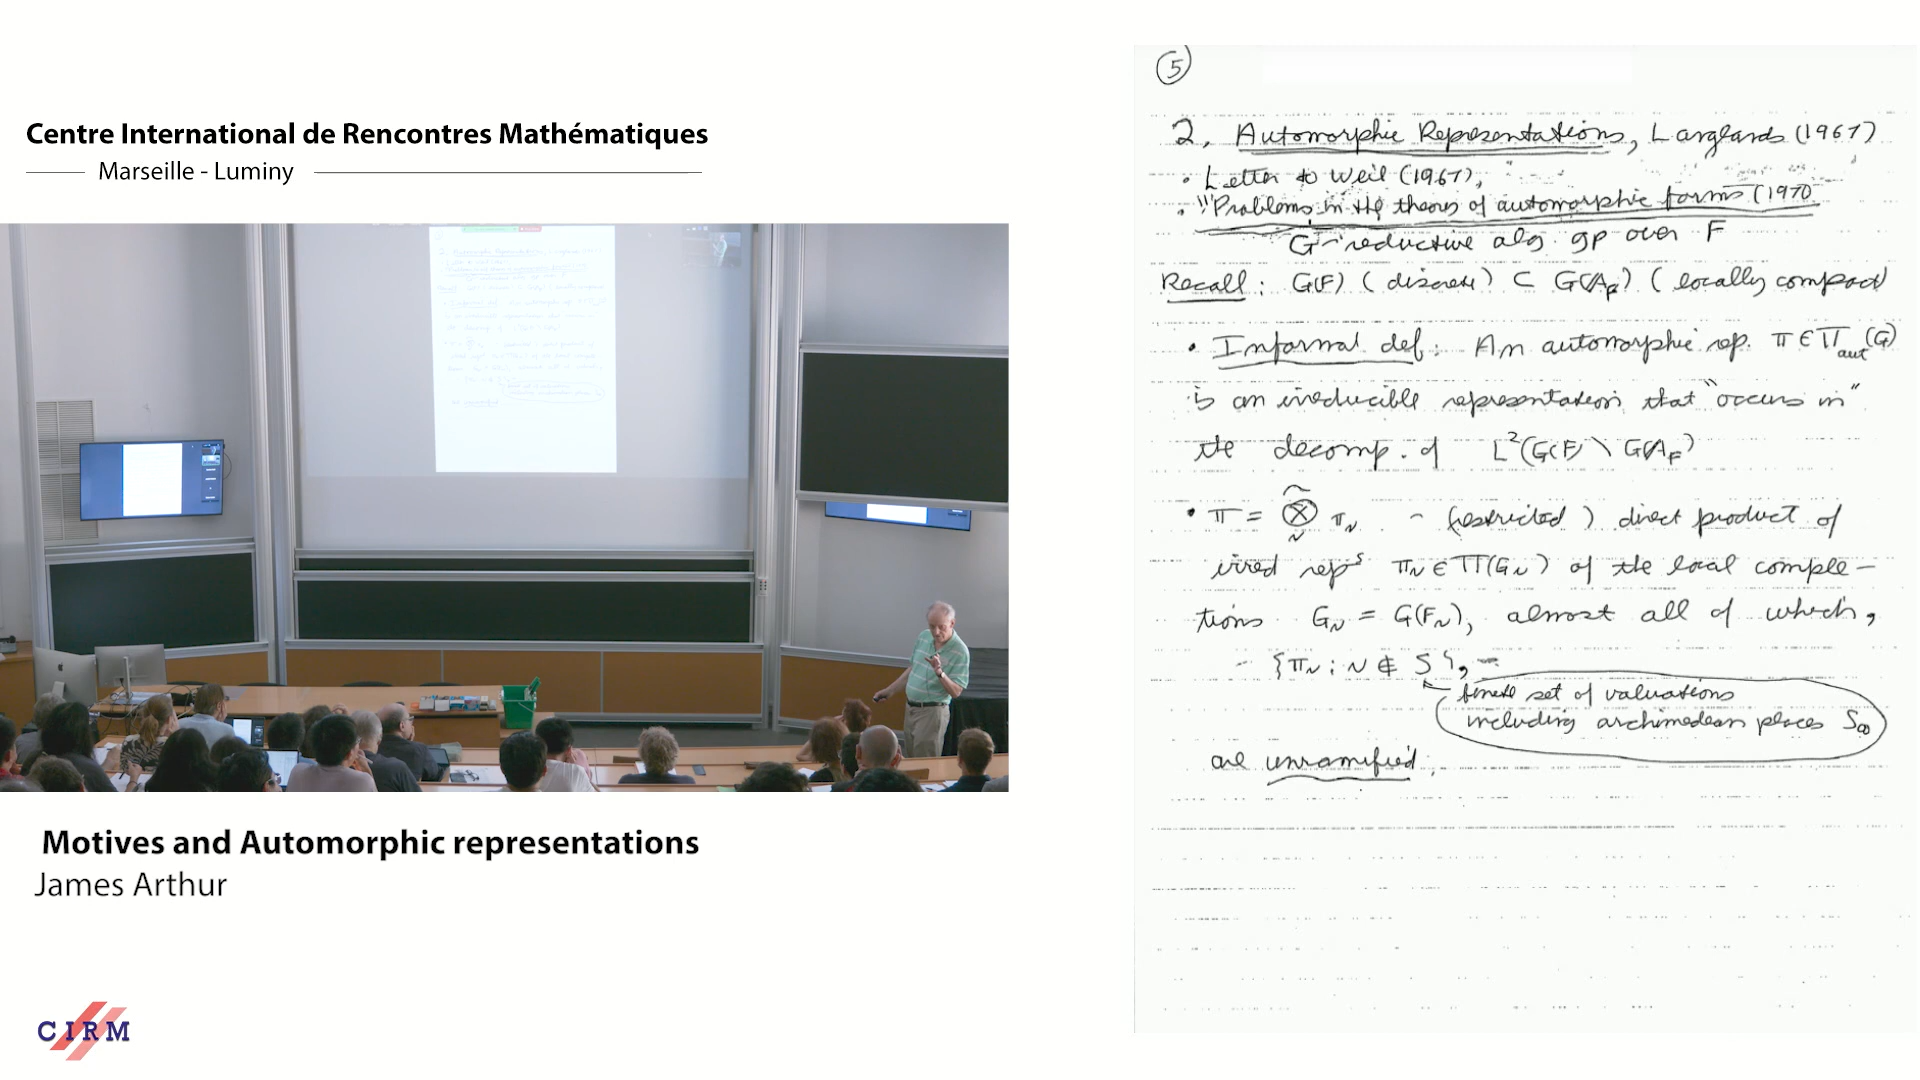 Centre International de Rencontres Mathématiques
Marseille - Luminy
Motives and Automorphic representations
James Arthur
CIRM
5
2. Automorphic Representations, Langlands (1967)
• Letter to Weil (1967),
• "Problems in the theory of automorphic forms (1970
G - reductive alg. gp over F
Recall: G(F) (discrete) ⊂ G(A_F) (locally compact)
• Informal def: An automorphic rep. π ∈ Π_aut(G)
is an irreducible representation that "occurs in"
the decomp. of L²(G(F) \ G(A_F)
• π = ⊗̃_v π_v - (restricted) direct product of
irred repˢ π_v ∈ Π(G_v) of the local comple-
tions G_v = G(F_v), almost all of which,
- {π_v : v ∉ S}, -
finite set of valuations
including archimedean places S_∞
are unramified.